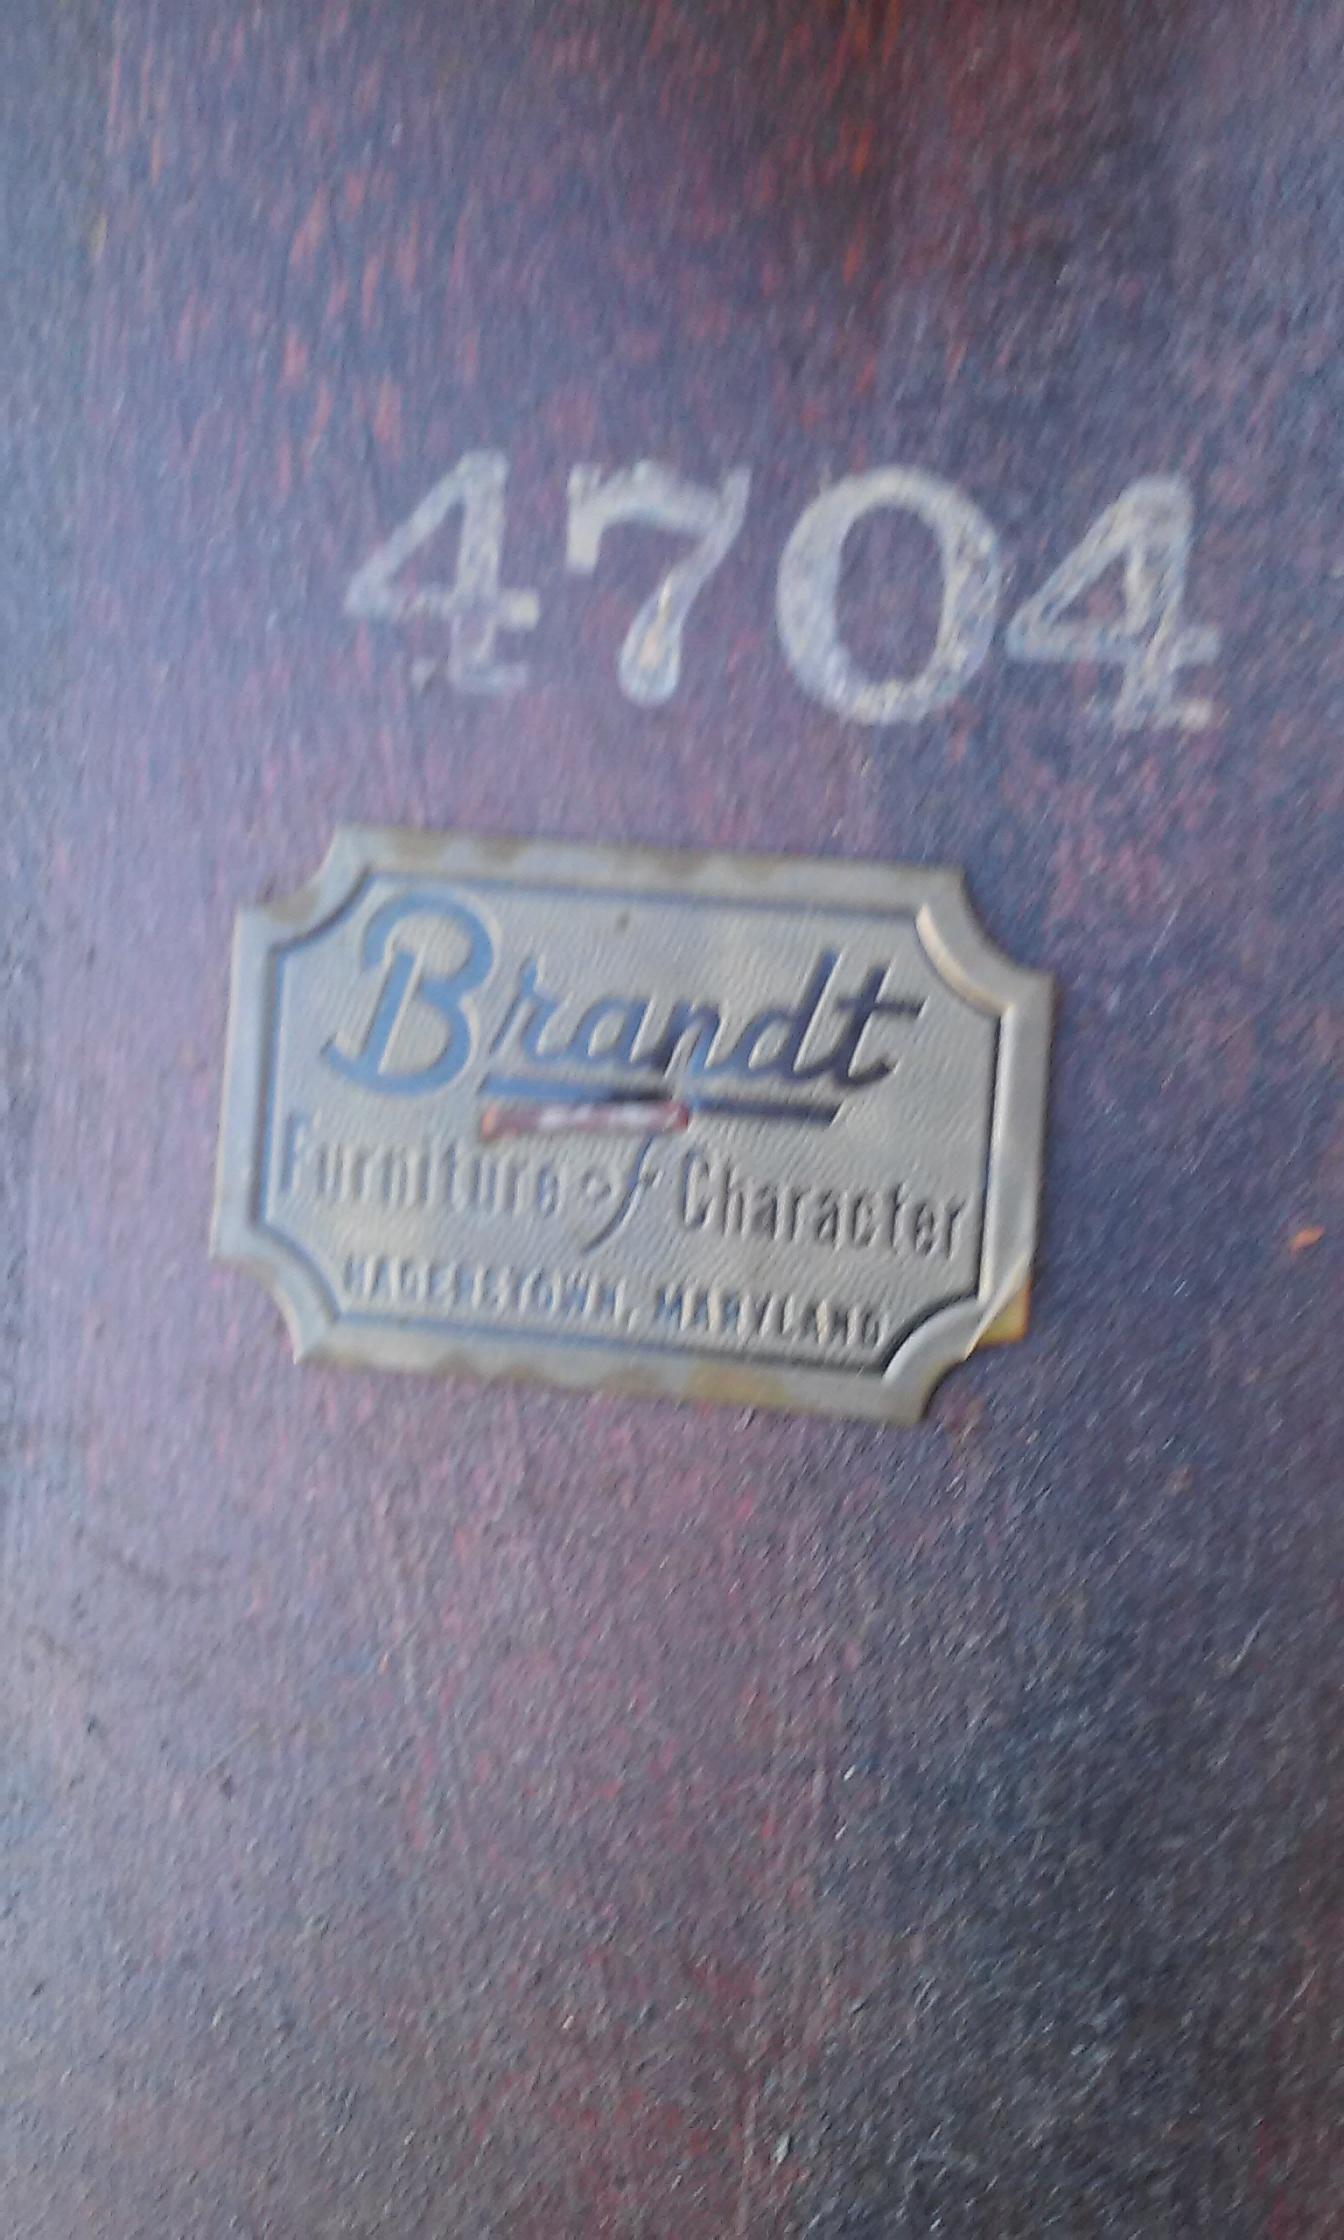 4704
Brandt
Furniture of Character
HAGERSTOWN, MARYLAND